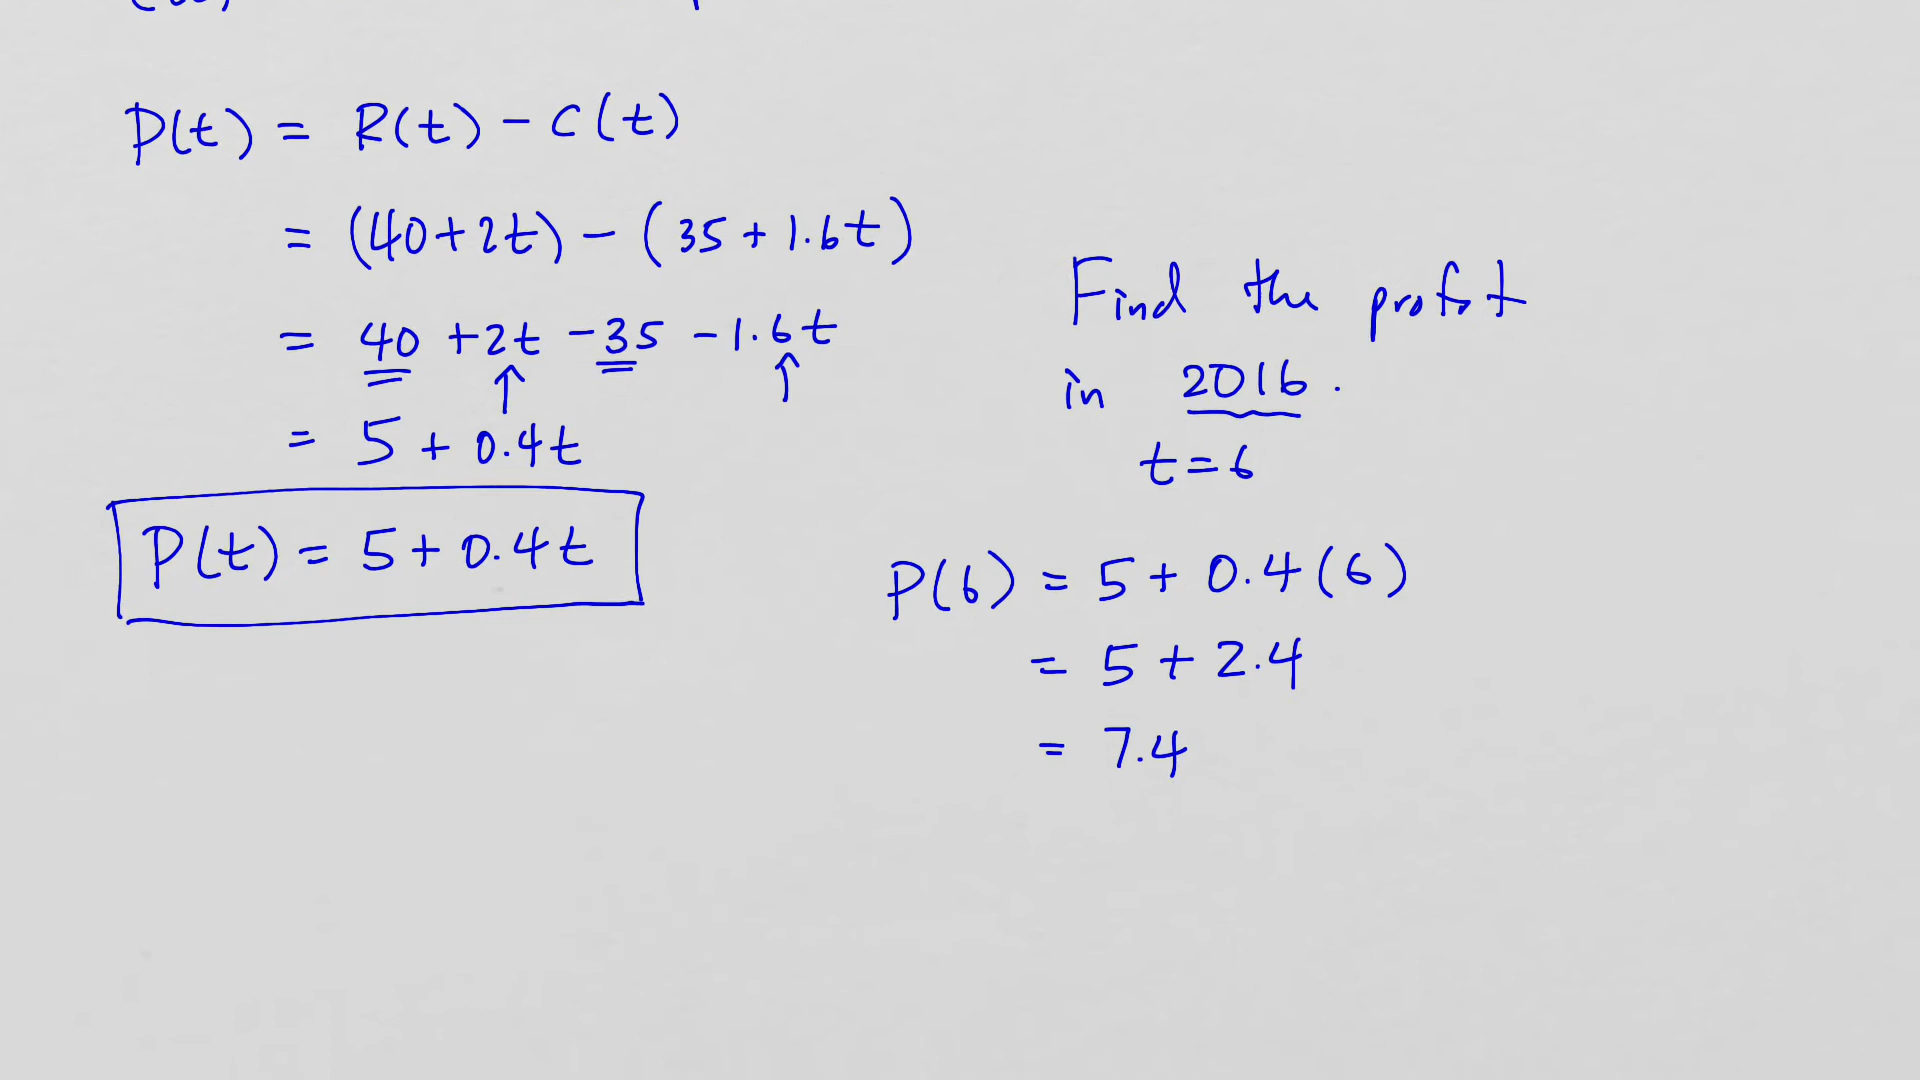 P(t) = R(t) - C(t)
= (40+2t) - (35 + 1.6t)
= 40 +2t -35 -1.6t
= 5 + 0.4t
P(t) = 5 + 0.4t
Find the profit
in 2016.
t=6
P(6) = 5 + 0.4(6)
= 5 + 2.4
= 7.4